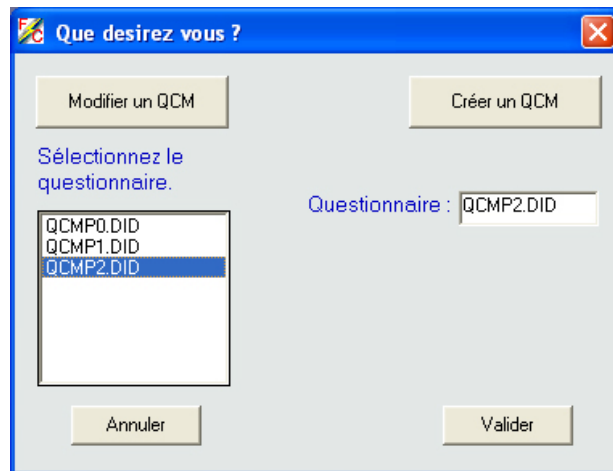 F/C Que desirez vous ?
Modifier un QCM
Créer un QCM
Sélectionnez le
questionnaire.
Questionnaire : QCMP2.DID
QCMP0.DID
QCMP1.DID
QCMP2.DID
Annuler
Valider